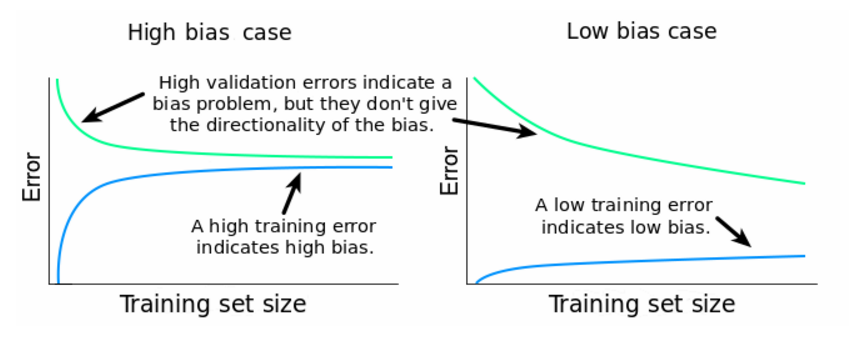 High bias case
Low bias case
High validation errors indicate a
bias problem, but they don't give
the directionality of the bias.
Error
A high training error
indicates high bias.
Training set size
Error
A low training error
indicates low bias.
Training set size